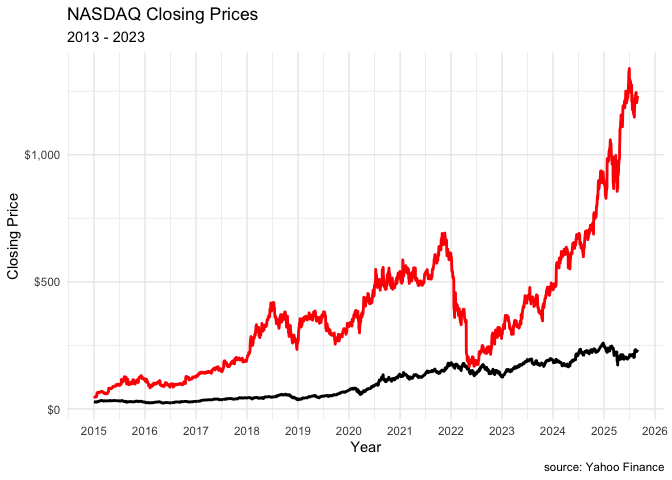 NASDAQ Closing Prices
2013 - 2023
Closing Price
$1,000
$500
$0
2015 2016 2017 2018 2019 2020 2021 2022 2023 2024 2025 2026
Year
source: Yahoo Finance